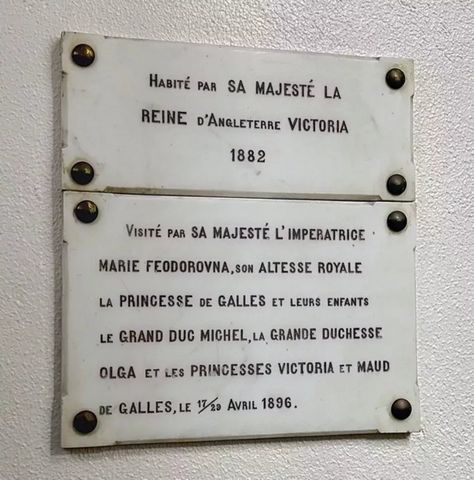 Habité par SA MAJESTÉ LA
REINE d'Angleterre VICTORIA
1882
Visité par SA MAJESTÉ L'IMPERATRICE
MARIE FEODOROVNA, son ALTESSE ROYALE
la PRINCESSE de GALLES et leurs enfants
le GRAND DUC MICHEL, la GRANDE DUCHESSE
OLGA et les PRINCESSES VICTORIA et MAUD
de GALLES, le 17/29 Avril 1896.